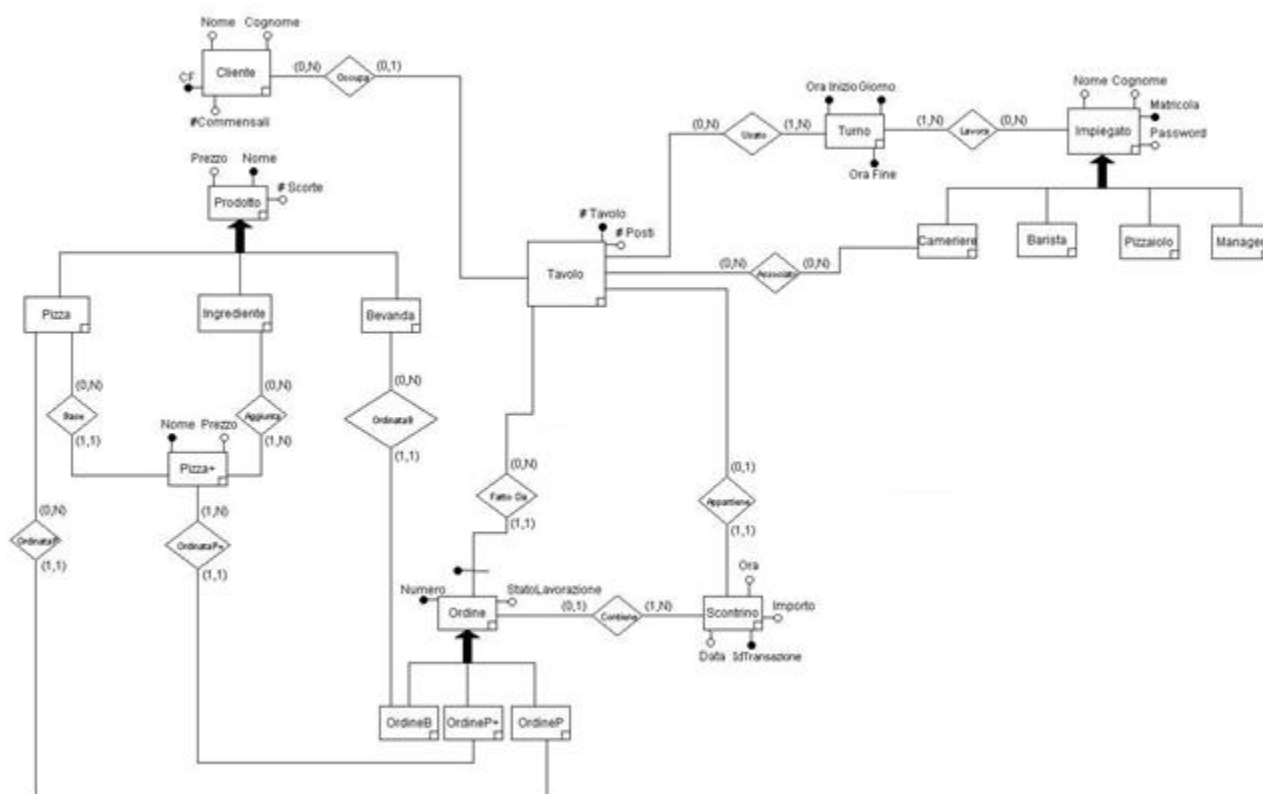 Nome Cognome
Cliente
CF
#Commensali
(0,N) Occupa (0,1)
Ora Inizio Giorno
Turno
Ora Fine
(0,N) Usato (1,N)
(1,N) Lavora (0,N)
Nome Cognome
Matricola
Impiegato
Password
Cameriere
Barista
Pizzaiolo
Manager
Prezzo Nome
# Scorte
Prodotto
# Tavolo
# Posti
Tavolo
(0,N) Associato (0,N)
Pizza
Ingrediente
Bevanda
(0,N)
Base
(1,1)
(0,N)
Aggiunta
(1,N)
(0,N)
OrdinataB
(1,1)
Nome Prezzo
Pizza+
(0,N)
OrdinataP
(1,1)
(1,N)
OrdinataP+
(1,1)
(0,N)
Fatto Da
(1,1)
(0,1)
Appartiene
(1,1)
Numero
StatoLavorazione
Ordine
(0,1) Contiene (1,N)
Ora
Scontrino
Importo
Data
IdTransazione
OrdineB
OrdineP+
OrdineP